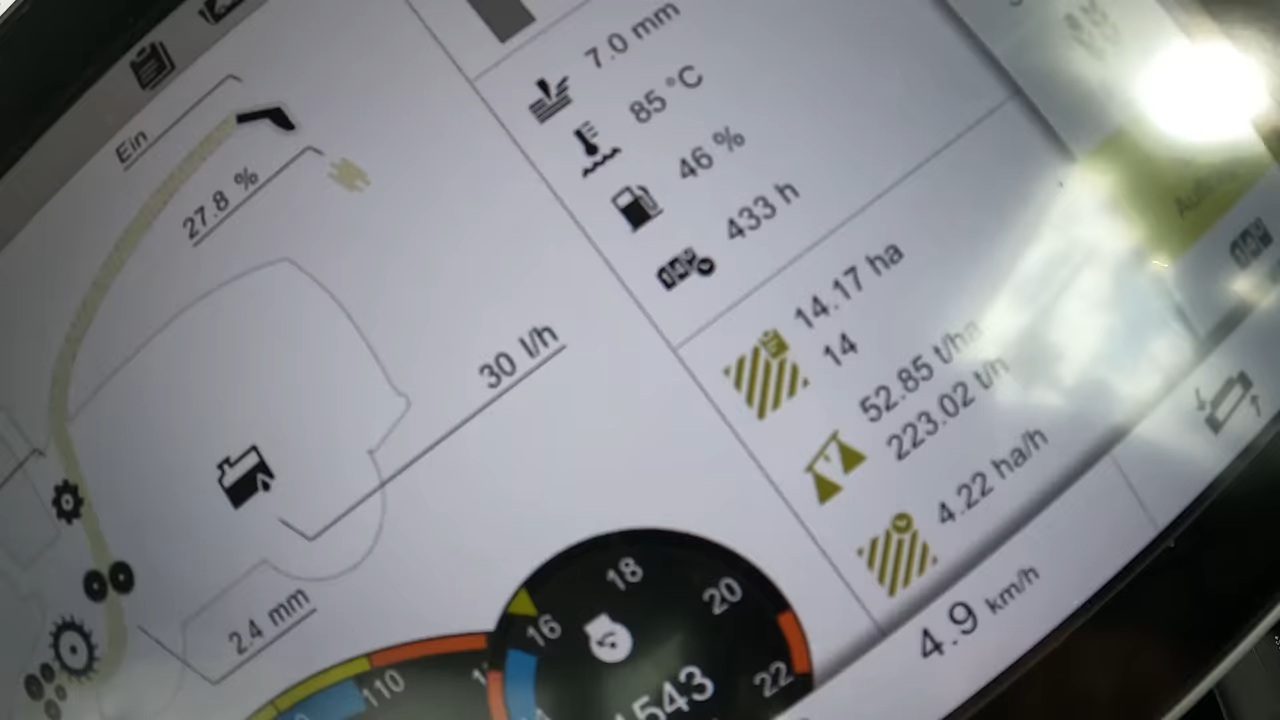 Ein
27.8 %
30 l/h
2.4 mm
7.0 mm
85 °C
46 %
433 h
14.17 ha
14
52.85 t/ha
223.02 t/h
4.22 ha/h
4.9 km/h
110
16
18
20
22
1543